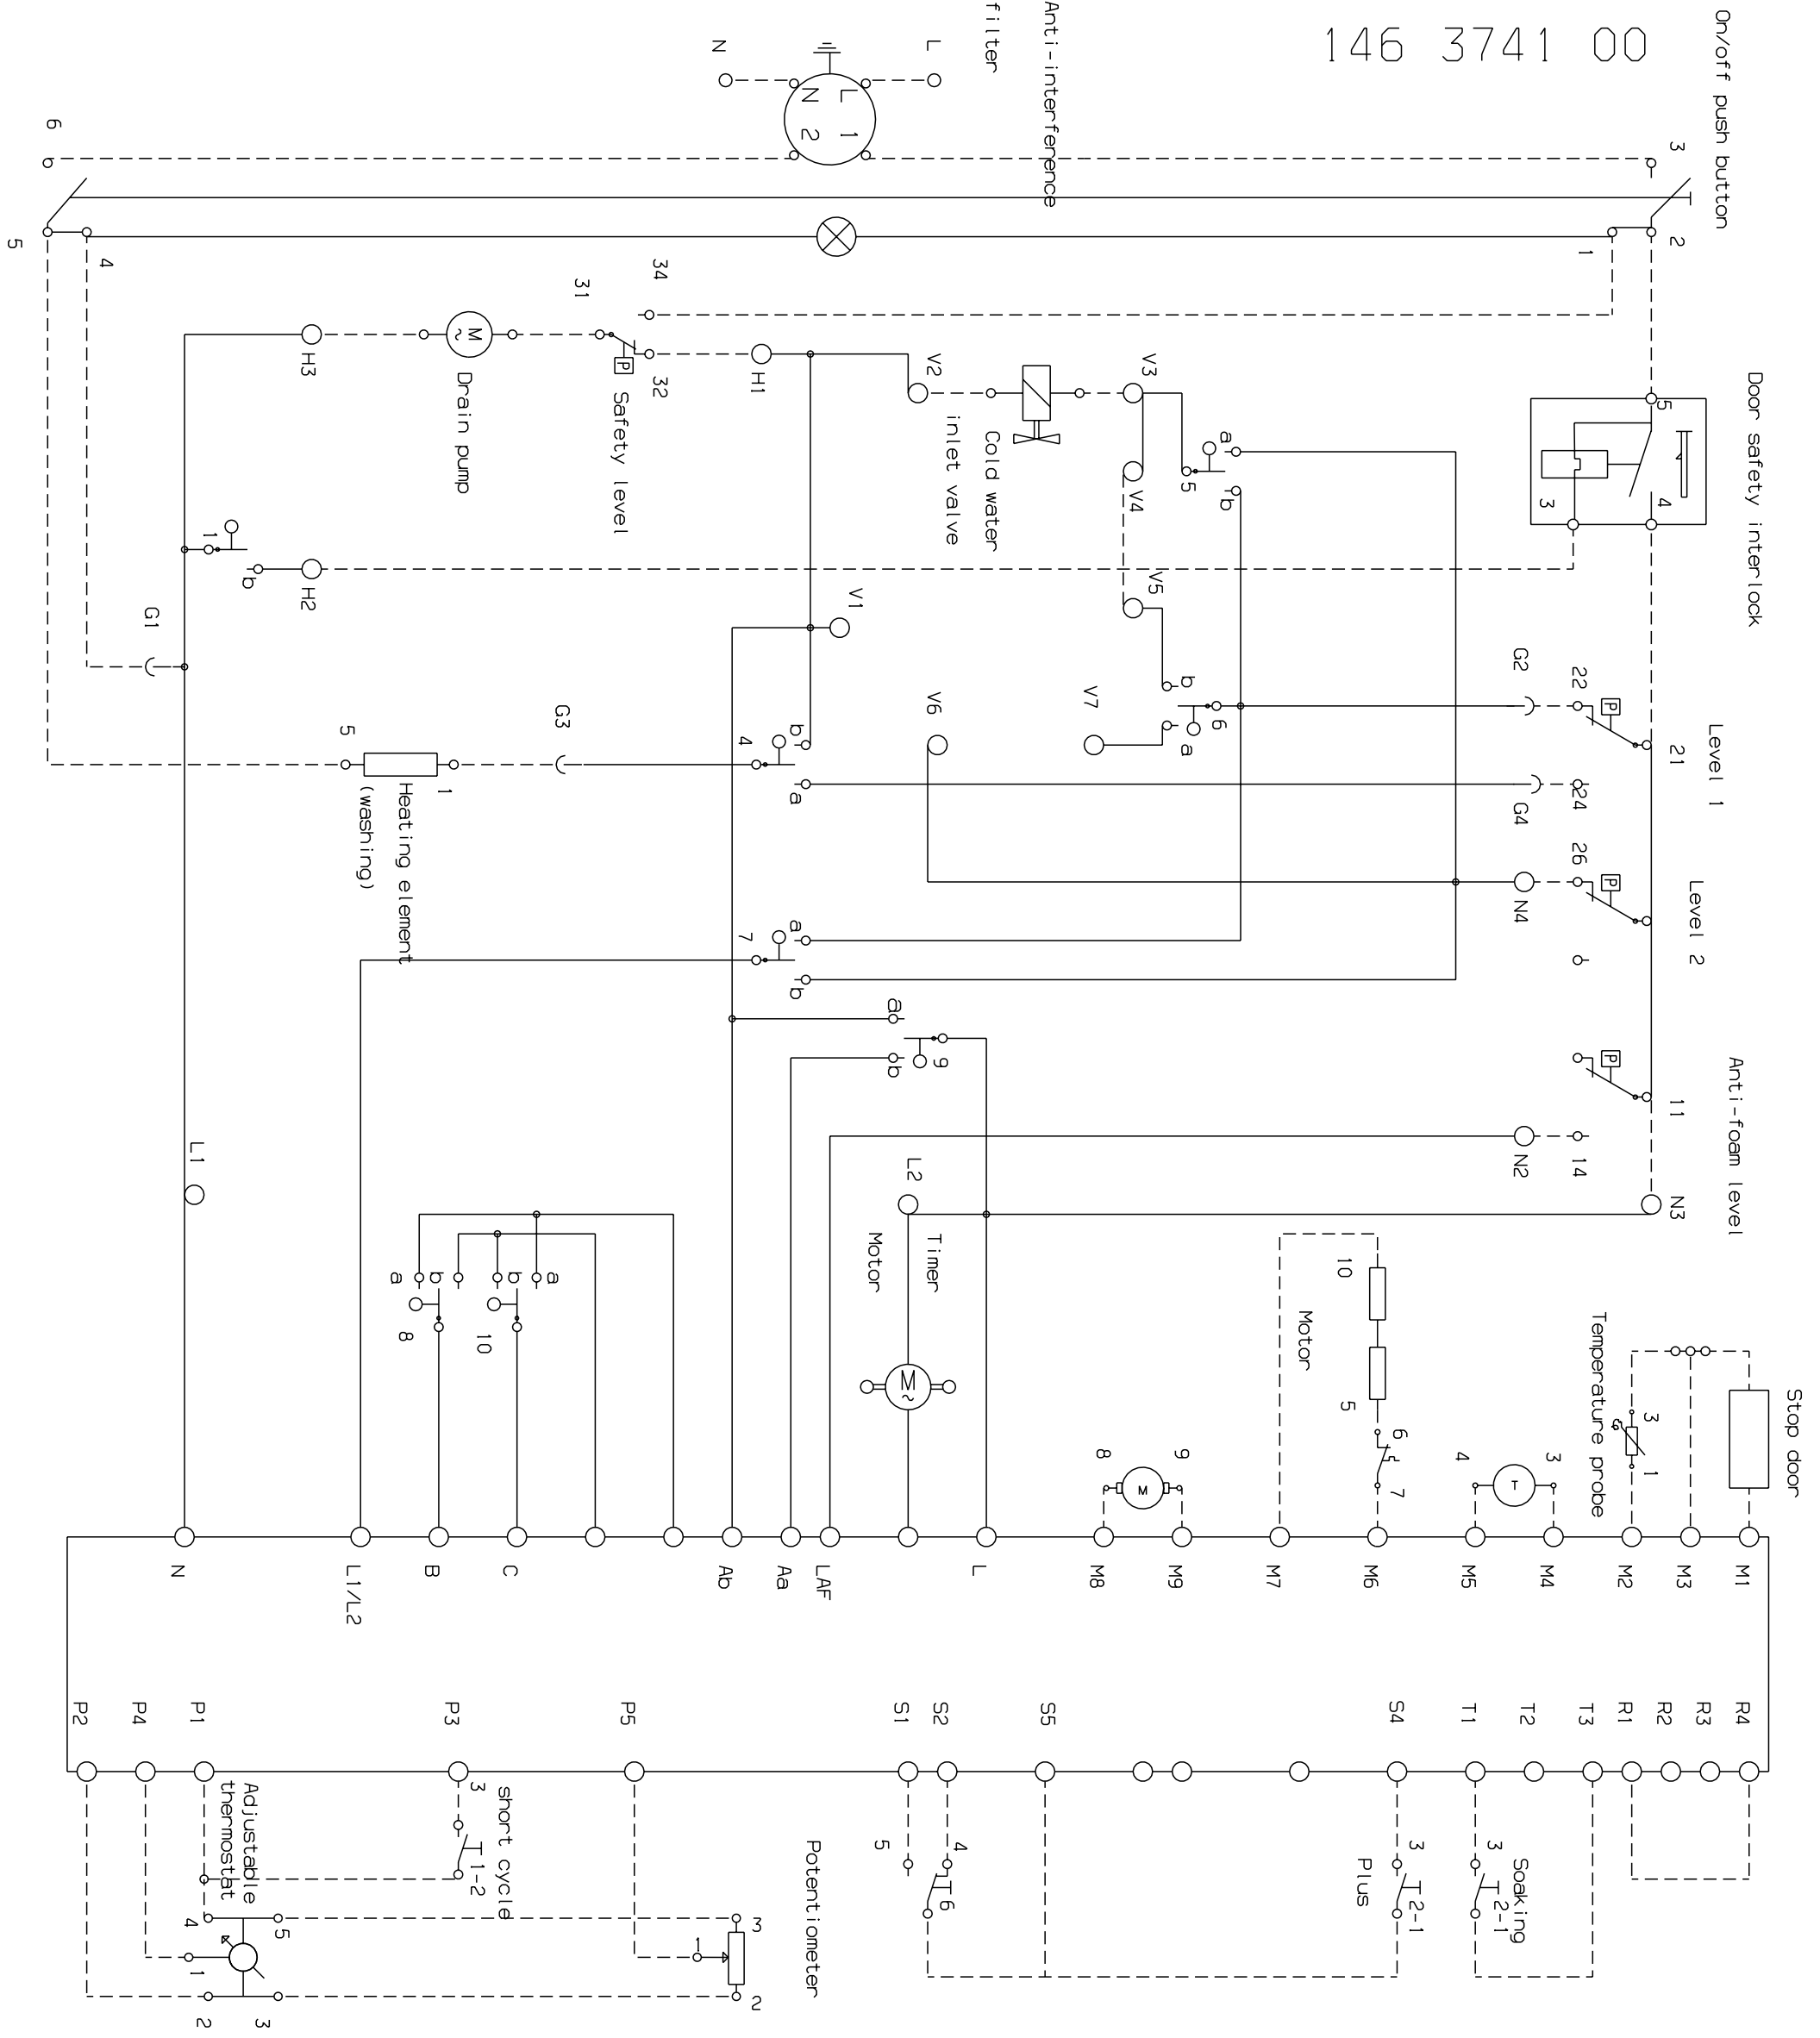 146 3741 00
On/off push button
Anti-interference
filter
L
N
L 1
N 2
6
3
5
4
1
2
34
31
32
H3
M
~
Drain pump
P
Safety level
H1
V2
Cold water
inlet valve
V3
V4
a
5
b
Door safety interlock
5
3
4
1
b
H2
G1
V1
V5
b
6
a
V6
V7
G2
22
P
21
Level 1
G3
5
1
Heating element
(washing)
b
4
a
G4
24
26
P
N4
Level 2
a
7
b
a
9
b
P
11
Anti-foam level
N2
14
N3
L1
L2
Timer
Motor
a
b
b
a
8
10
M
~
10
Motor
5
6
7
8
9
M
4
3
T
Temperature probe
3
1
Stop door
N
L1/L2
B
C
Ab
Aa
LAF
L
M8
M9
M7
M6
M5
M4
M2
M3
M1
P2
P4
P1
P3
P5
S1
S2
S5
S4
T1
T2
T3
R1
R2
R3
R4
Adjustable
thermostat
3
1-2
short cycle
Potentiometer
5
4
6
3
2-1
Plus
3
2-1
Soaking
4
5
1
2
3
3
1
2